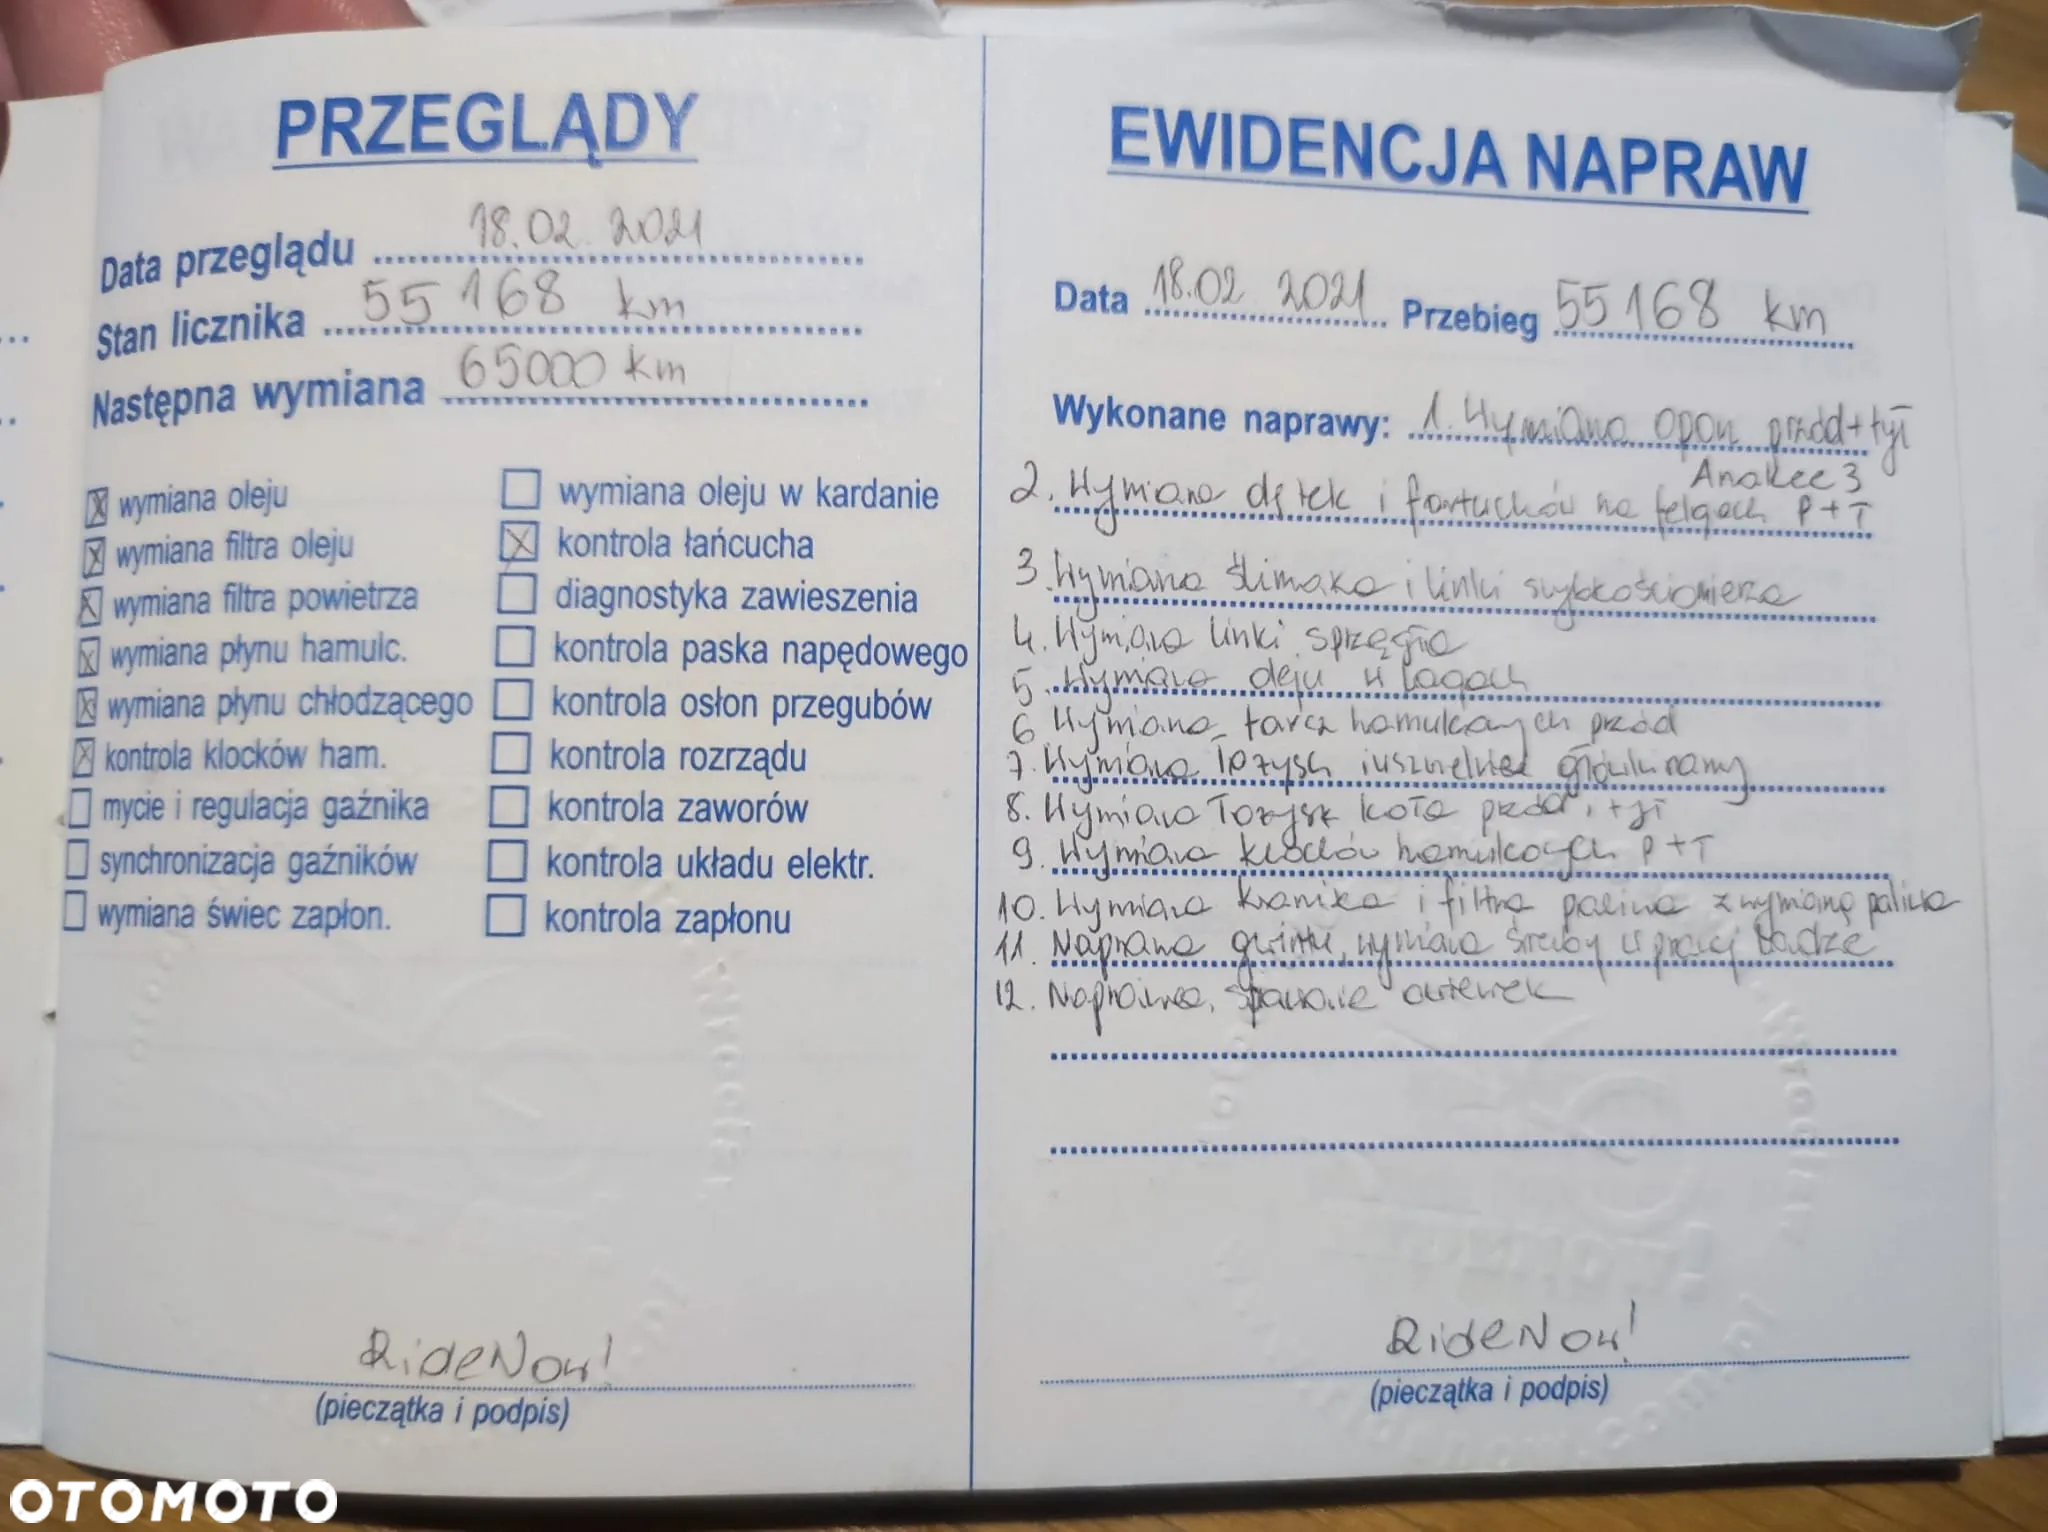 PRZEGLĄDY
Data przeglądu 18.02.2021
Stan licznika 55 168 km
Następna wymiana 65000 km
wymiana oleju
wymiana filtra oleju
wymiana filtra powietrza
wymiana płynu hamulc.
wymiana płynu chłodzącego
kontrola klocków ham.
mycie i regulacja gaźnika
synchronizacja gaźników
wymiana świec zapłon.
wymiana oleju w kardanie
kontrola łańcucha
diagnostyka zawieszenia
kontrola paska napędowego
kontrola osłon przegubów
kontrola rozrządu
kontrola zaworów
kontrola układu elektr.
kontrola zapłonu
RideNow!
(pieczątka i podpis)
EWIDENCJA NAPRAW
Data 18.02 2021 Przebieg 55168 km
Wykonane naprawy: 1. Wymiana opon przód+tył
Anakee 3
2. Wymiana dętek i fartuchów na felgach P+T
3. Wymiana ślimaka i linki szybkościomierza
4. Wymiana linki sprzęgła
5. Wymiana oleju w lagach
6 Wymiana tarcz hamulcowych przód
7. Wymiana łożysk i uszczelnień główki ramy
8. Wymiana łożysk koła przód i tył
9. Wymiana klocków hamulcowych P+T
10. Wymiana kranika i filtra paliwa z wymianą paliwa
11. Naprawa gwintu, wymiana śruby w prawej
12. Naprawa, spawanie owiewek
RideNow!
(pieczątka i podpis)
OTOMOTO